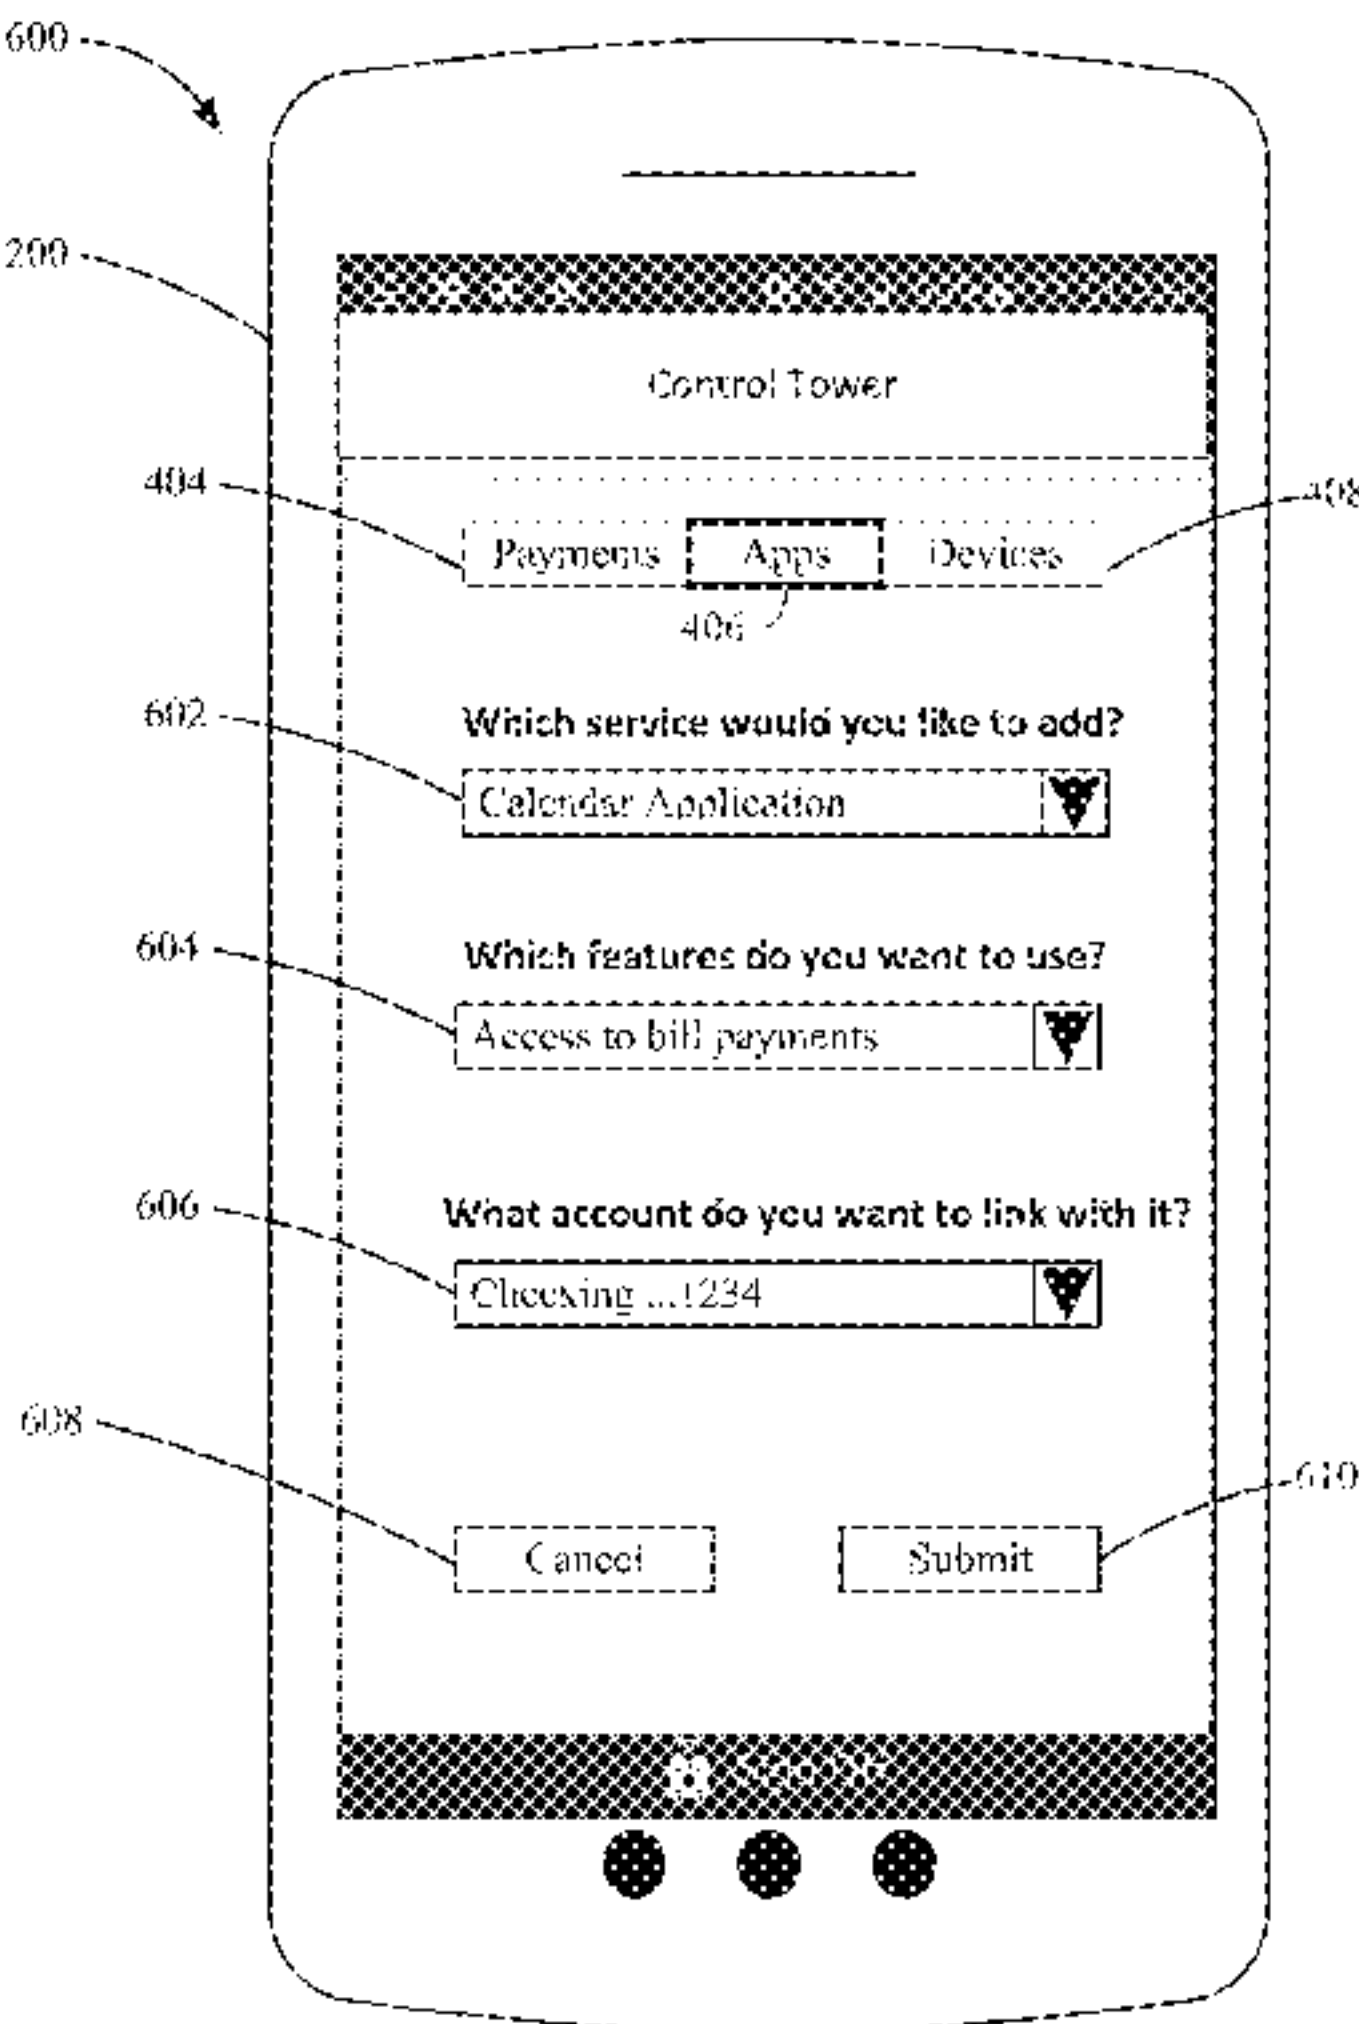 600
200
Control Tower
404
408
Payments Apps Devices
406
602
Which service would you like to add?
Calendar Application
604
Which features do you want to use?
Access to bill payments
606
What account do you want to link with it?
Checking ...1234
608
610
Cancel Submit